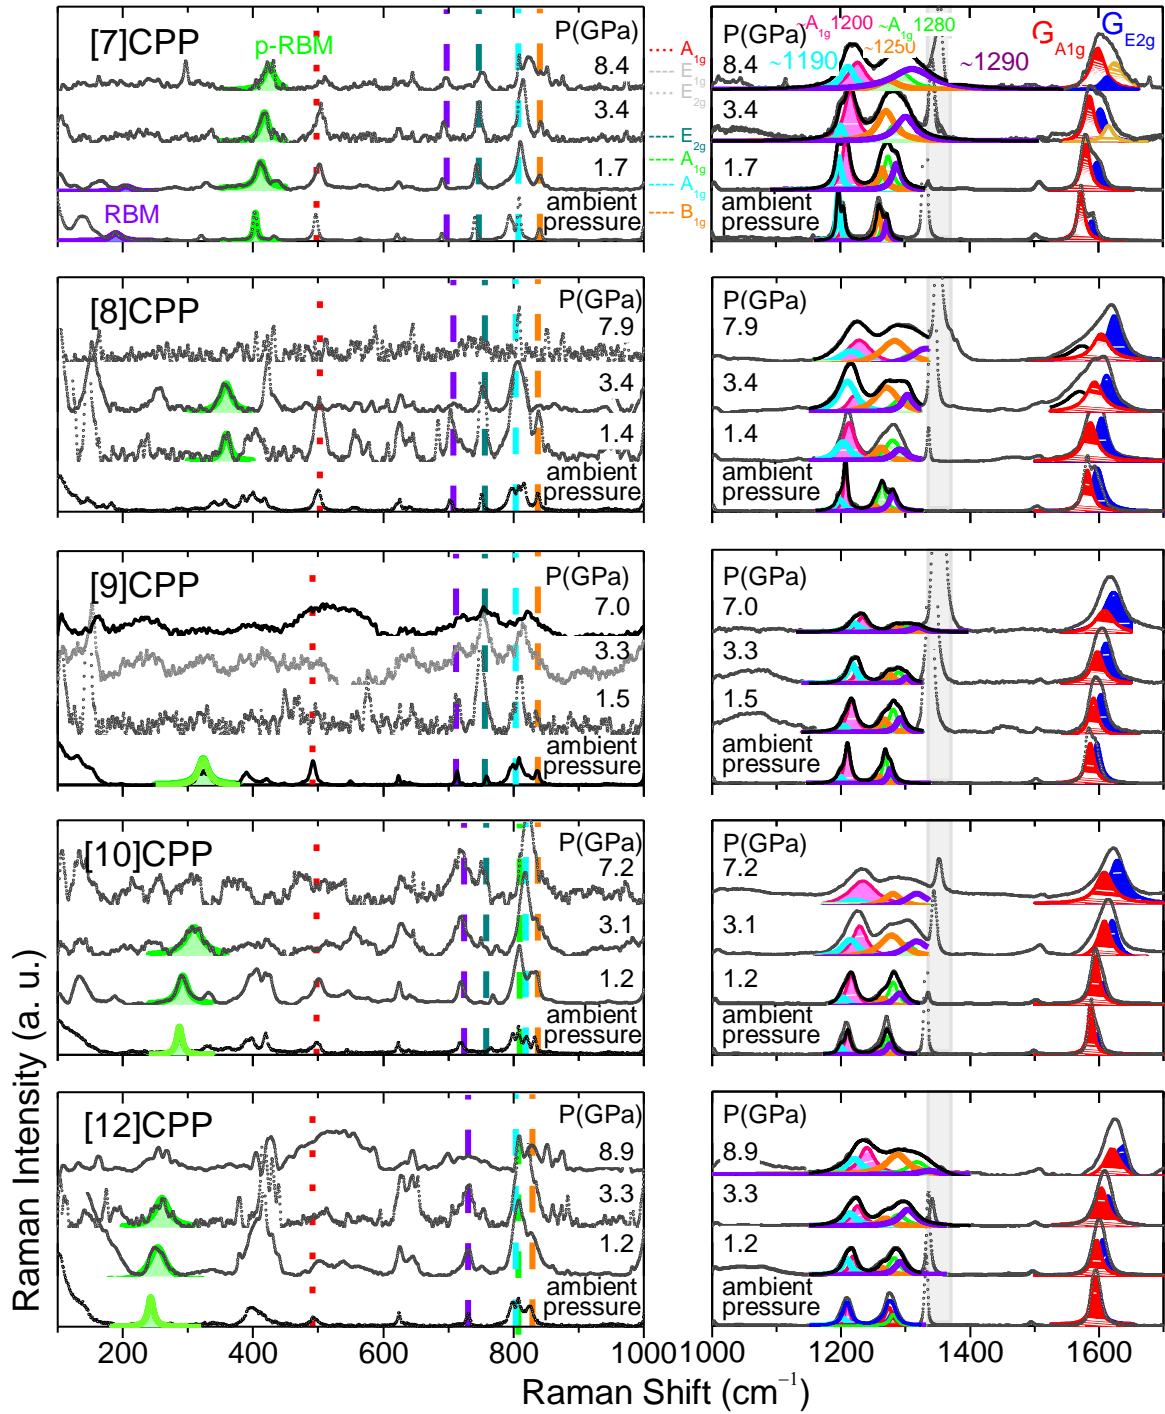 [7]CPP
p-RBM
P(GPa)
8.4
3.4
1.7
ambient
pressure
RBM
A1g
E1g
E2g
E2g
A1g
A1g
B1g
P(GPa)
8.4
3.4
1.7
ambient
pressure
~A1g1200
~A1g1280
~1190
~1250
~1290
GA1g
GE2g
[8]CPP
P(GPa)
7.9
3.4
1.4
ambient
pressure
P(GPa)
7.9
3.4
1.4
ambient
pressure
[9]CPP
P(GPa)
7.0
3.3
1.5
ambient
pressure
P(GPa)
7.0
3.3
1.5
ambient
pressure
[10]CPP
P(GPa)
7.2
3.1
1.2
ambient
pressure
P(GPa)
7.2
3.1
1.2
ambient
pressure
[12]CPP
P(GPa)
8.9
3.3
1.2
ambient
pressure
P(GPa)
8.9
3.3
1.2
ambient
pressure
200 400 600 800 1000
1000 1200 1400 1600
Raman Shift (cm−1)
Raman Intensity (a. u.)